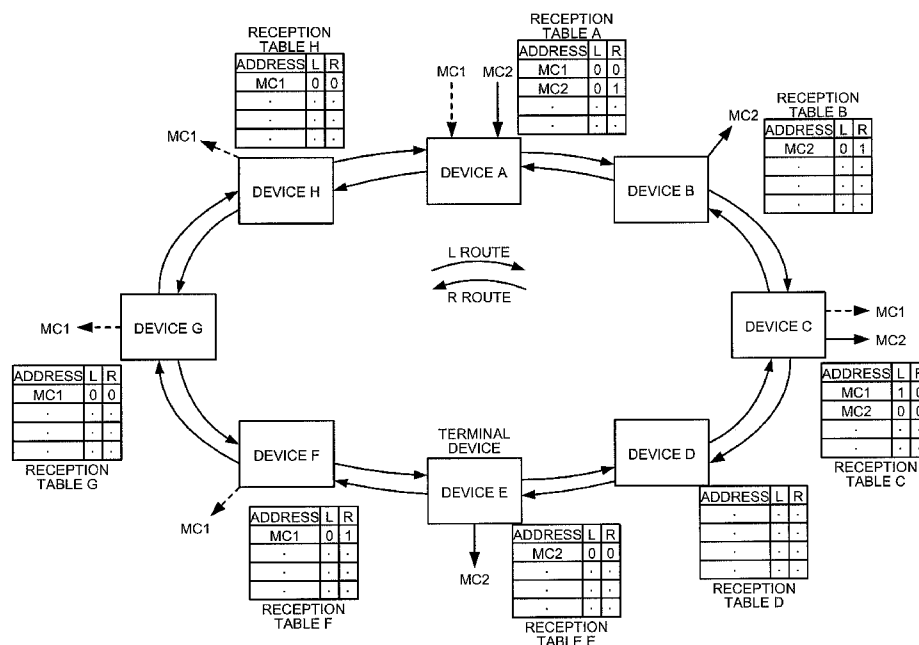 RECEPTION
TABLE H
ADDRESS L R
MC1 0 0
MC1
DEVICE H
MC1
MC2
RECEPTION
TABLE A
ADDRESS L R
MC1 0 0
MC2 0 1
DEVICE A
MC2
DEVICE B
RECEPTION
TABLE B
ADDRESS L R
MC2 0 1
L ROUTE
R ROUTE
MC1
DEVICE G
ADDRESS L R
MC1 0 0
RECEPTION
TABLE G
DEVICE C
MC1
MC2
ADDRESS L
MC1 1
MC2 0
RECEPTION
TABLE C
DEVICE F
MC1
ADDRESS L R
MC1 0 1
RECEPTION
TABLE F
TERMINAL
DEVICE
DEVICE E
MC2
ADDRESS L R
MC2 0 0
RECEPTION
TABLE E
DEVICE D
ADDRESS L R
RECEPTION
TABLE D